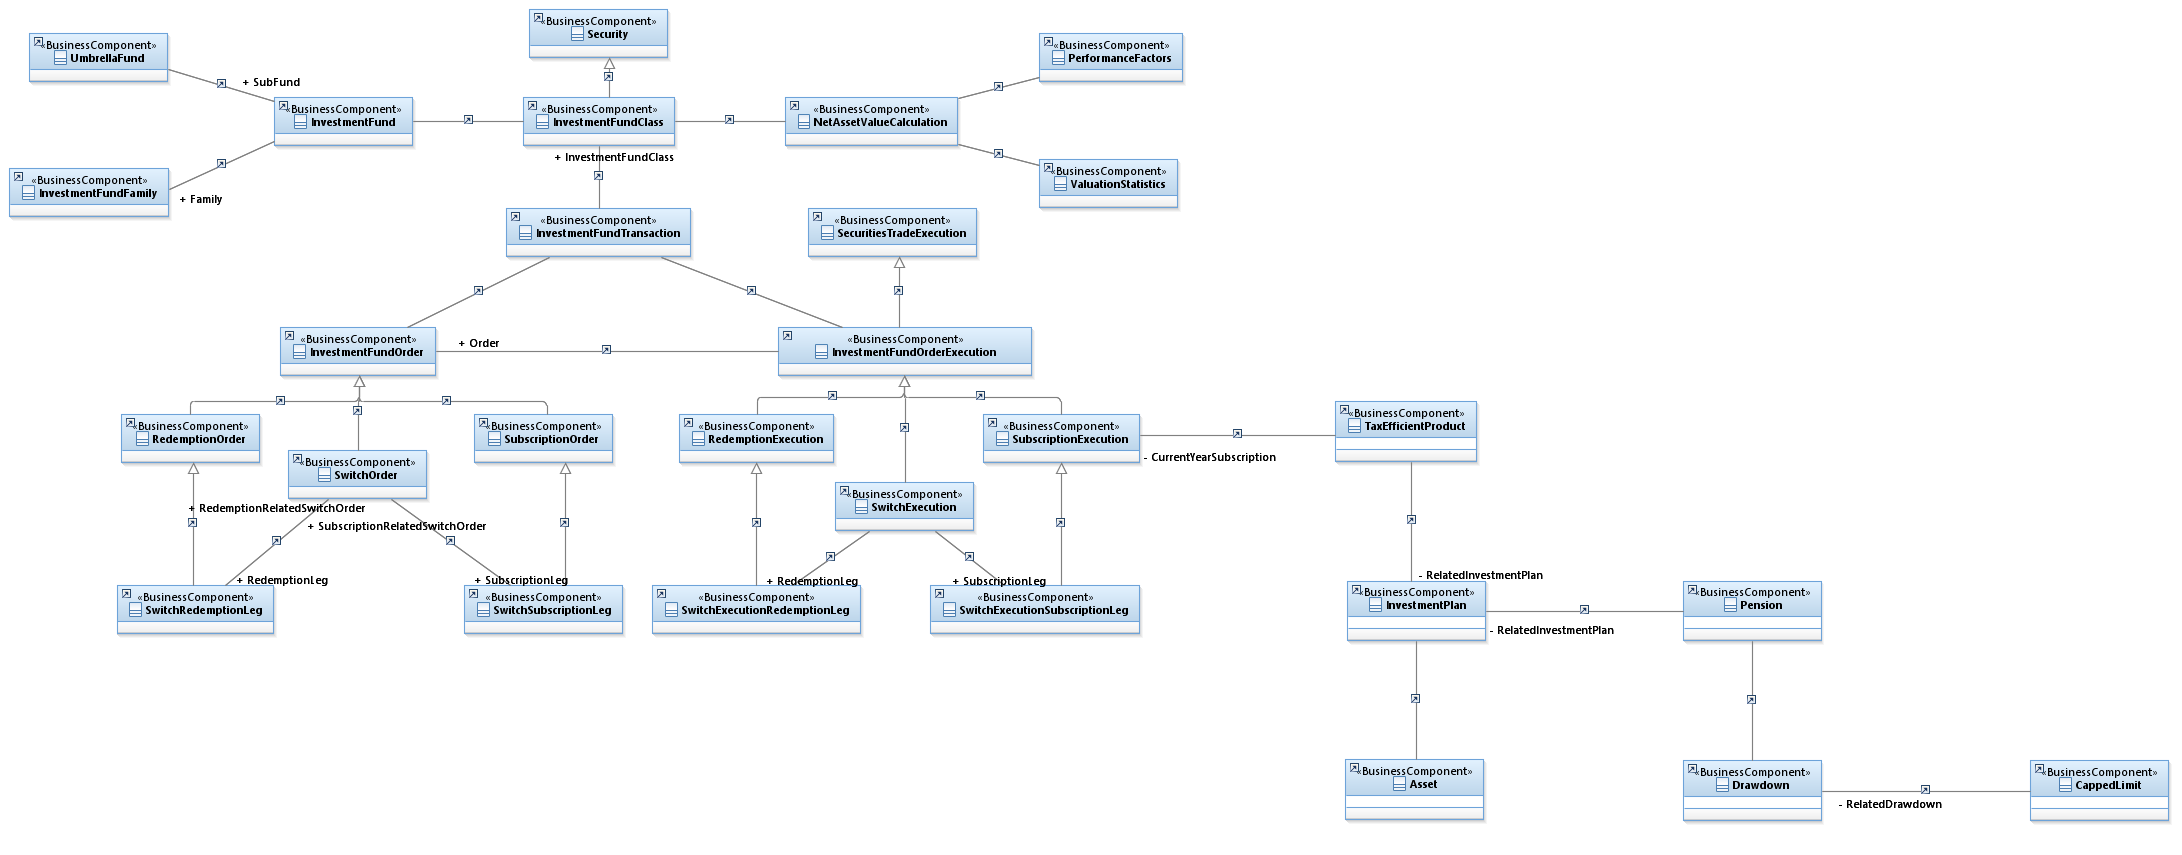 «BusinessComponent»
Security
«BusinessComponent»
UmbrellaFund
«BusinessComponent»
PerformanceFactors
+ SubFund
«BusinessComponent»
InvestmentFund
«BusinessComponent»
InvestmentFundClass
«BusinessComponent»
NetAssetValueCalculation
+ InvestmentFundClass
«BusinessComponent»
InvestmentFundFamily
+ Family
«BusinessComponent»
ValuationStatistics
«BusinessComponent»
InvestmentFundTransaction
«BusinessComponent»
SecuritiesTradeExecution
«BusinessComponent»
InvestmentFundOrder
+ Order
«BusinessComponent»
InvestmentFundOrderExecution
«BusinessComponent»
RedemptionOrder
«BusinessComponent»
SwitchOrder
«BusinessComponent»
SubscriptionOrder
«BusinessComponent»
RedemptionExecution
«BusinessComponent»
SubscriptionExecution
- CurrentYearSubscription
«BusinessComponent»
TaxEfficientProduct
«BusinessComponent»
SwitchExecution
+ RedemptionRelatedSwitchOrder
+ SubscriptionRelatedSwitchOrder
+ RedemptionLeg
+ SubscriptionLeg
+ RedemptionLeg
+ SubscriptionLeg
- RelatedInvestmentPlan
«BusinessComponent»
SwitchRedemptionLeg
«BusinessComponent»
SwitchSubscriptionLeg
«BusinessComponent»
SwitchExecutionRedemptionLeg
«BusinessComponent»
SwitchExecutionSubscriptionLeg
«BusinessComponent»
InvestmentPlan
- RelatedInvestmentPlan
«BusinessComponent»
Pension
«BusinessComponent»
Asset
«BusinessComponent»
Drawdown
- RelatedDrawdown
«BusinessComponent»
CappedLimit